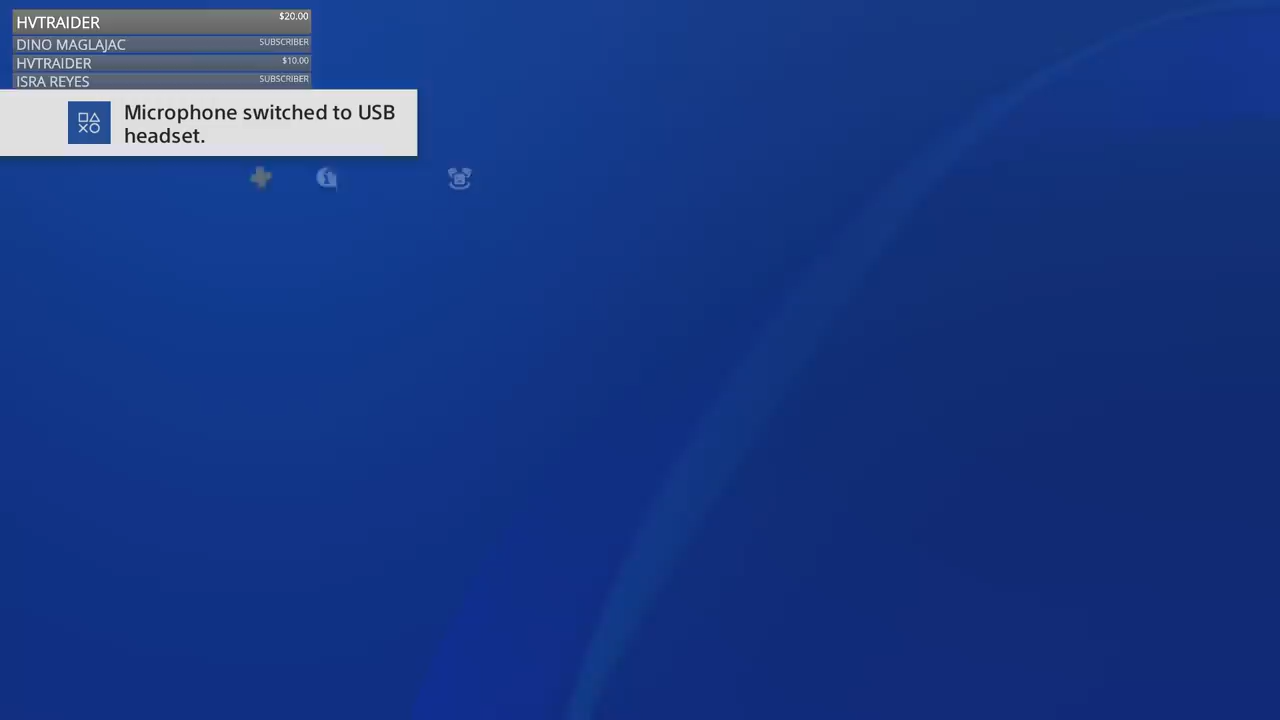 HVTRAIDER $20.00
DINO MAGLAJAC SUBSCRIBER
HVTRAIDER $10.00
ISRA REYES SUBSCRIBER
Microphone switched to USB
headset.